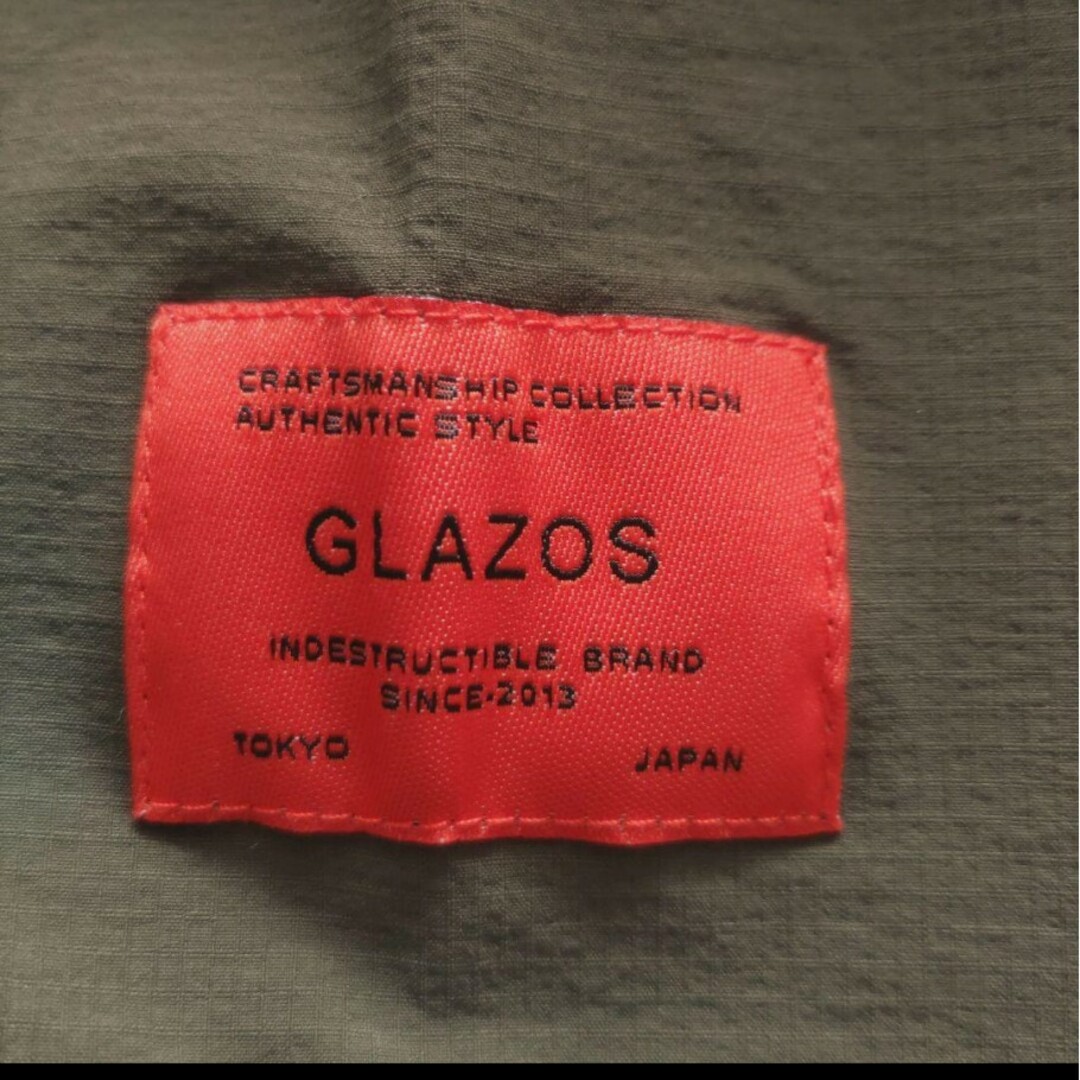 CRAFTSMANSHIP COLLECTION
AUTHENTIC STYLE
GLAZOS
INDESTRUCTIBLE BRAND
SINCE·2013
TOKYO JAPAN